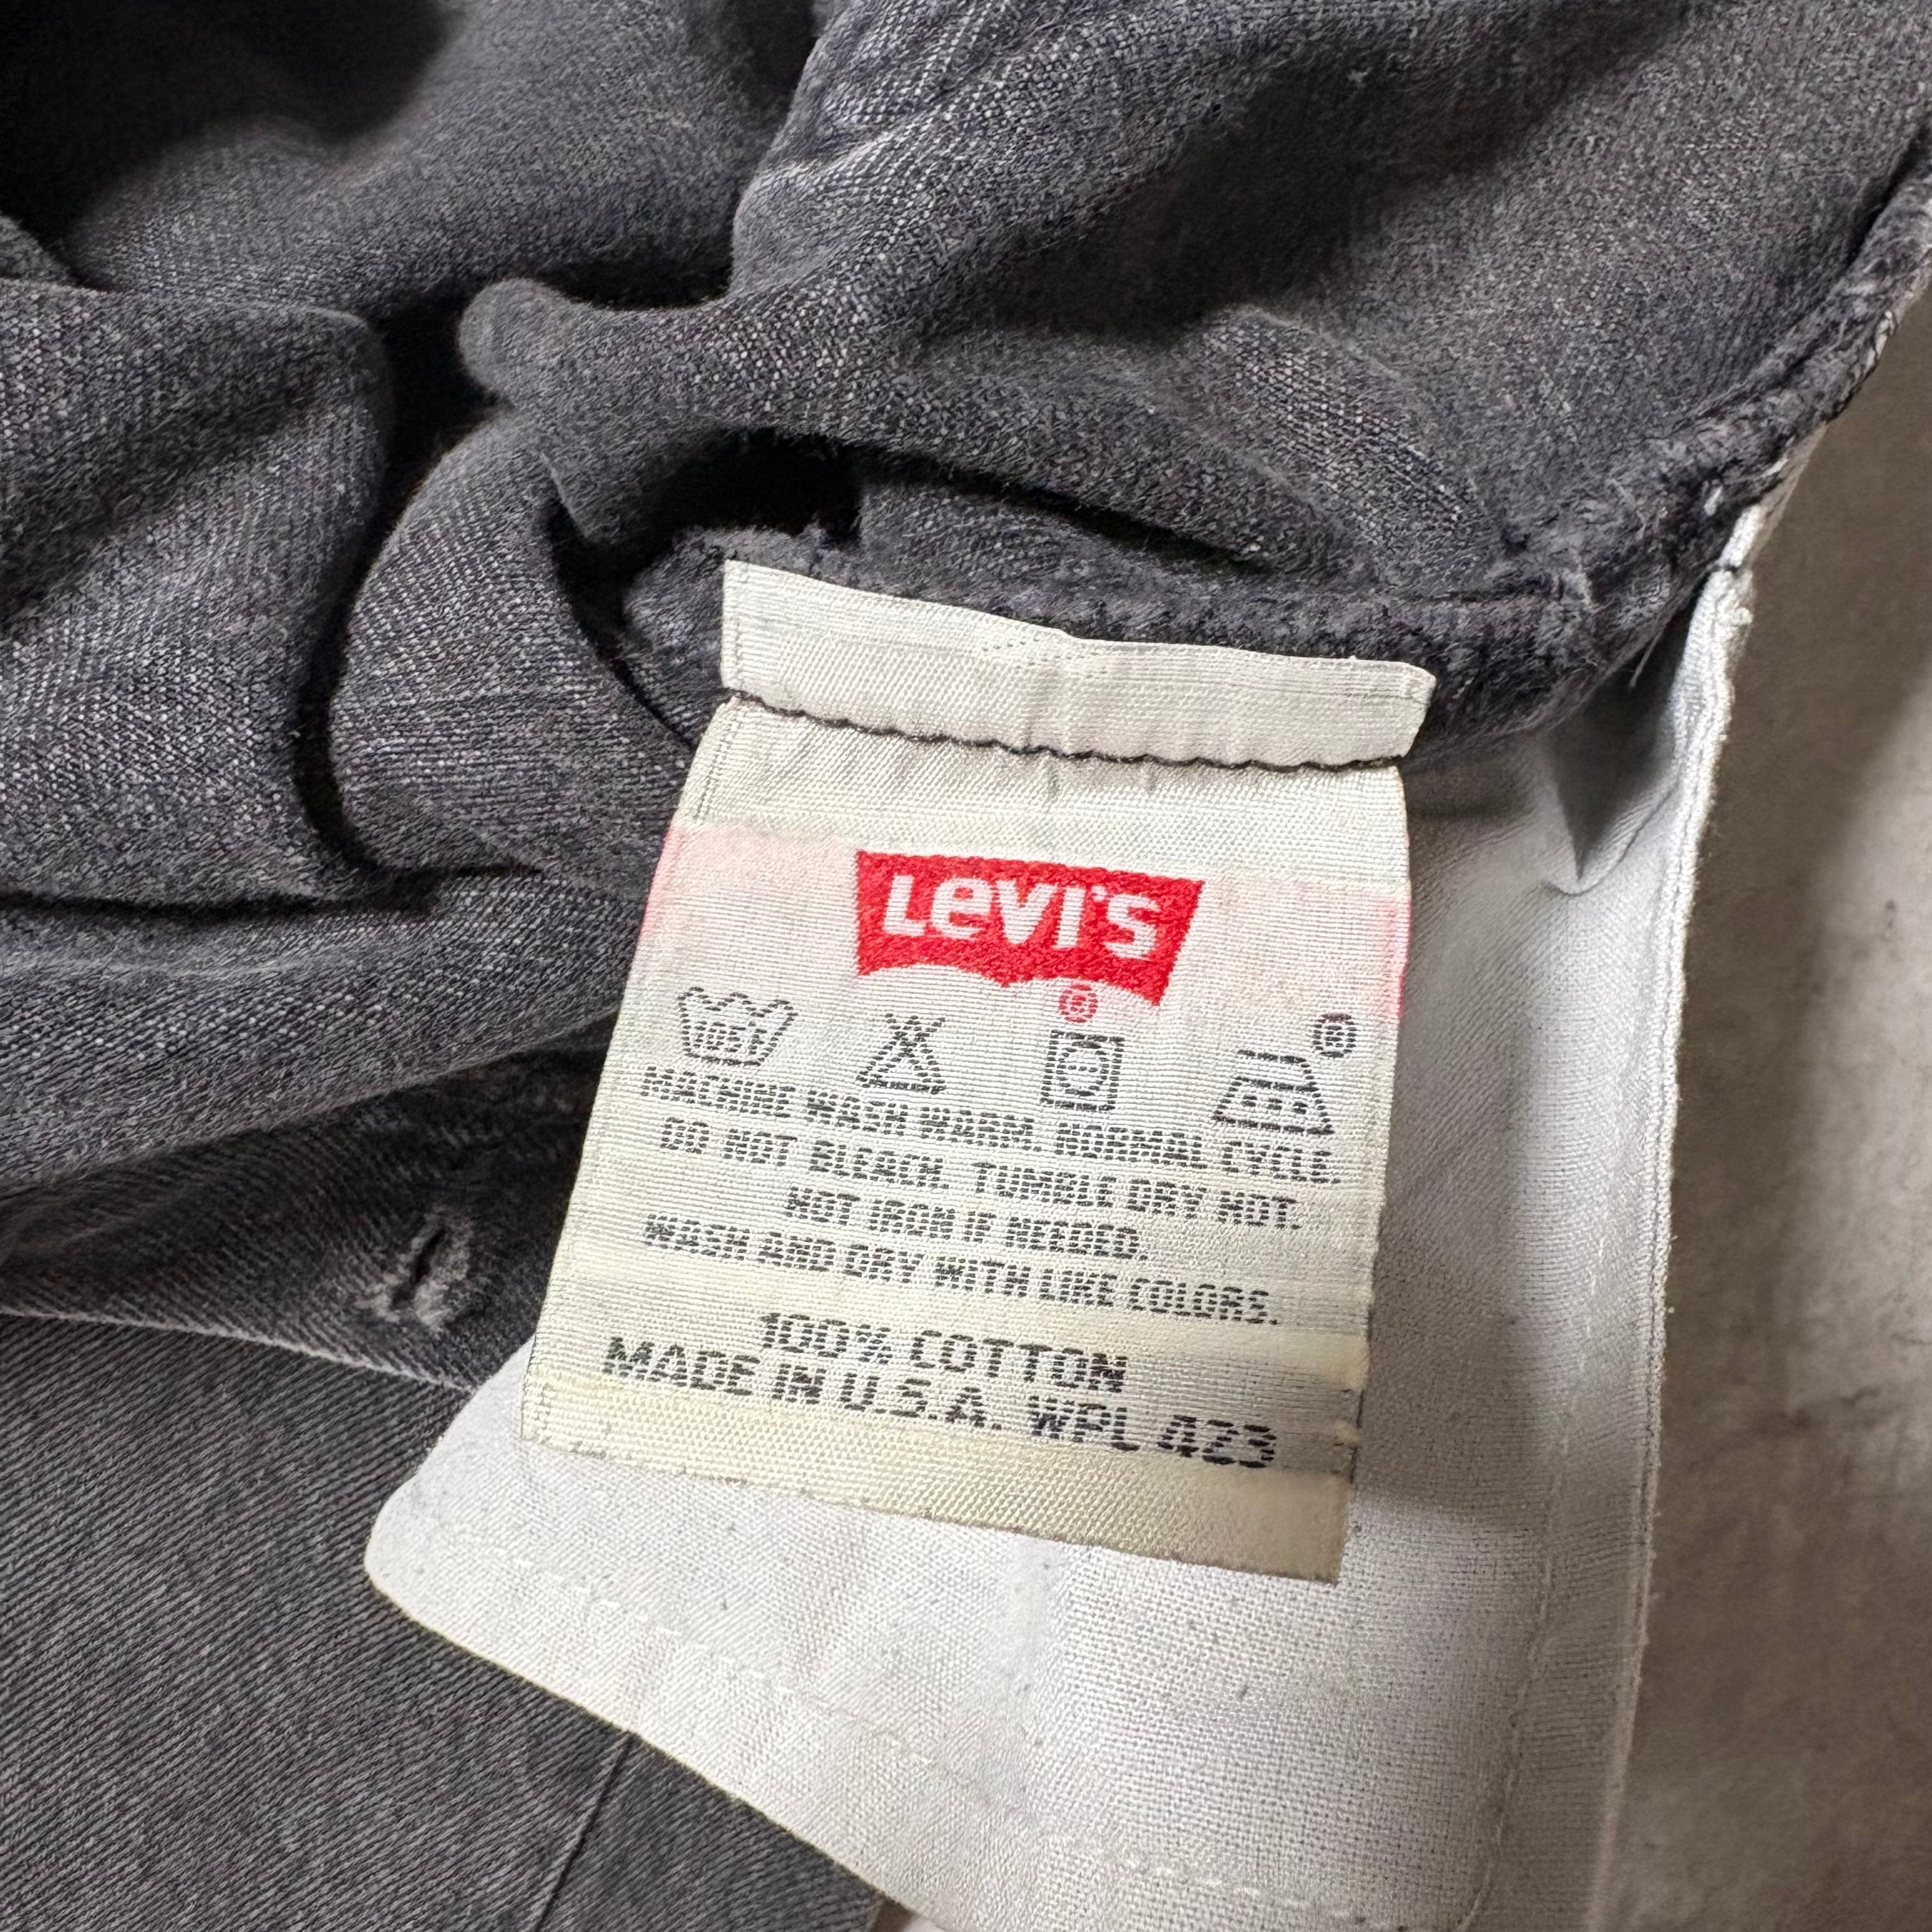 LEVI'S
®
105F ®
MACHINE WASH WARM. NORMAL CYCLE.
DO NOT BLEACH. TUMBLE DRY HOT.
HOT IRON IF NEEDED.
WASH AND DRY WITH LIKE COLORS.
100% COTTON
MADE IN U.S.A. WPL 423